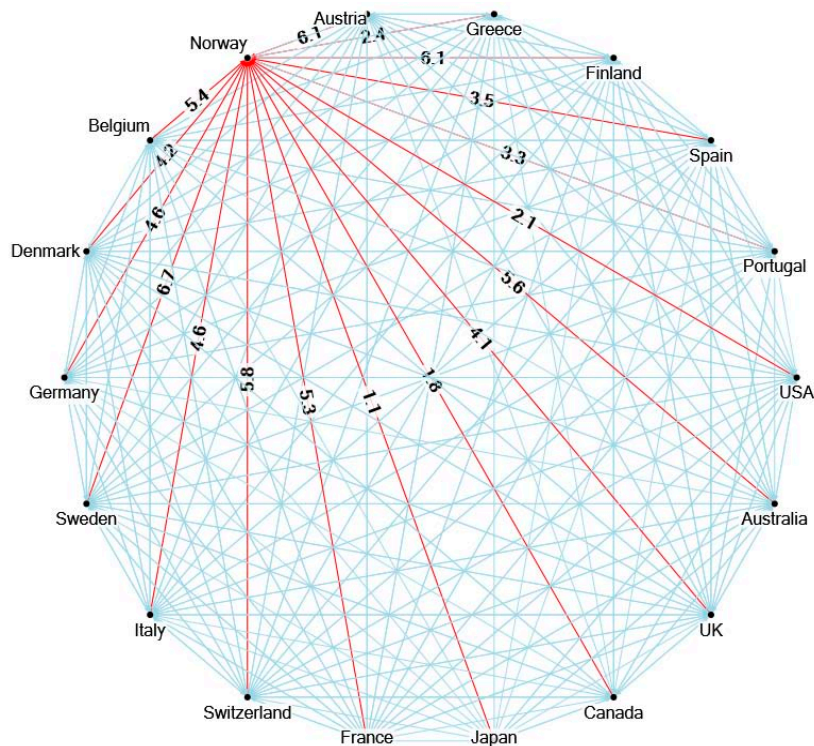 Austria
Greece
Norway
6.1
2.4
6.1
Finland
5.4
3.5
Belgium
4.2
3.3
Spain
4.6
2.1
Denmark
6.7
5.6
Portugal
4.6
4.1
Germany
5.8
5.3
1.1
1.8
USA
Sweden
Australia
Italy
UK
Switzerland
France
Japan
Canada